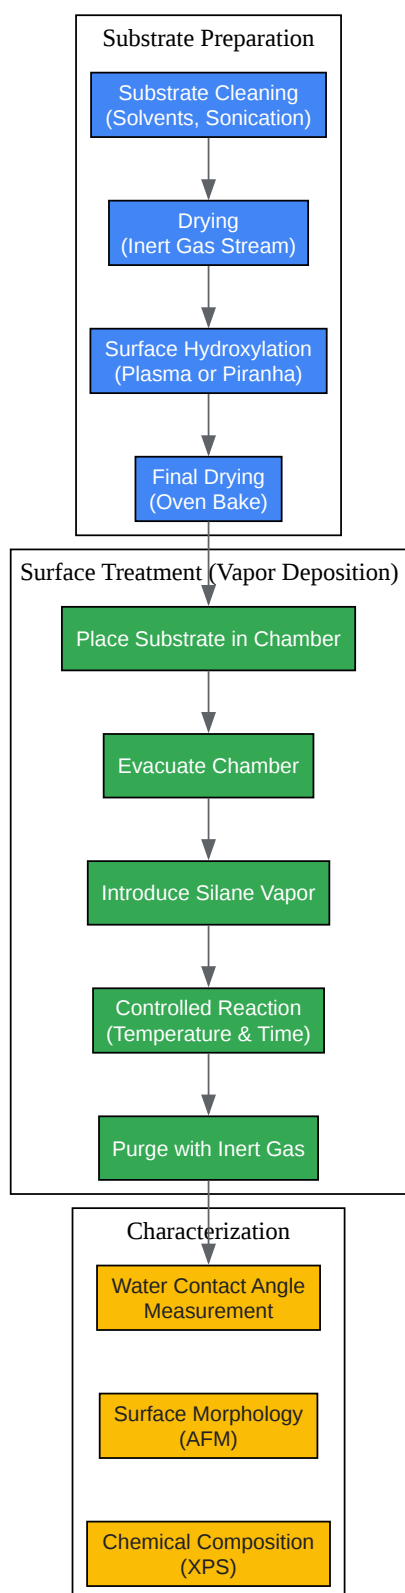 Substrate Preparation
Substrate Cleaning
(Solvents, Sonication)
Drying
(Inert Gas Stream)
Surface Hydroxylation
(Plasma or Piranha)
Final Drying
(Oven Bake)
Surface Treatment (Vapor Deposition)
Place Substrate in Chamber
Evacuate Chamber
Introduce Silane Vapor
Controlled Reaction
(Temperature & Time)
Purge with Inert Gas
Characterization
Water Contact Angle
Measurement
Surface Morphology
(AFM)
Chemical Composition
(XPS)